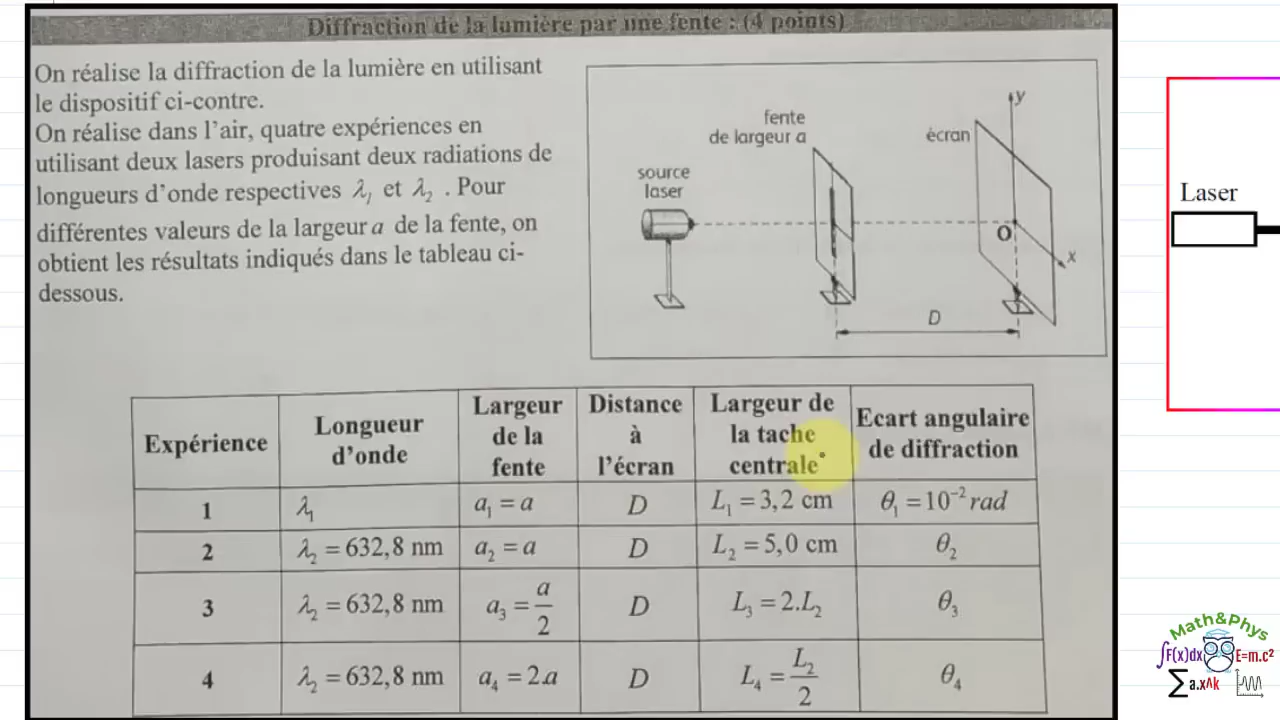 Diffraction de la lumière par une fente : (4 points)
On réalise la diffraction de la lumière en utilisant
le dispositif ci-contre.
On réalise dans l'air, quatre expériences en
utilisant deux lasers produisant deux radiations de
longueurs d'onde respectives λ₁ et λ₂ . Pour
différentes valeurs de la largeur a de la fente, on
obtient les résultats indiqués dans le tableau ci-
dessous.
source
laser
fente
de largeur a
écran
y
O
x
D
Laser
Expérience
Longueur
d'onde
Largeur
de la
fente
Distance
à
l'écran
Largeur de
la tache
centrale
Ecart angulaire
de diffraction
1 λ₁ a₁ = a D L₁ = 3,2 cm θ₁ = 10⁻² rad
2 λ₂ = 632,8 nm a₂ = a D L₂ = 5,0 cm θ₂
3 λ₂ = 632,8 nm a₃ = a/2 D L₃ = 2.L₂ θ₃
4 λ₂ = 632,8 nm a₄ = 2.a D L₄ = L₂/2 θ₄
Math&Phys
∫F(x)dx E=m.c²
∑ a.x^k